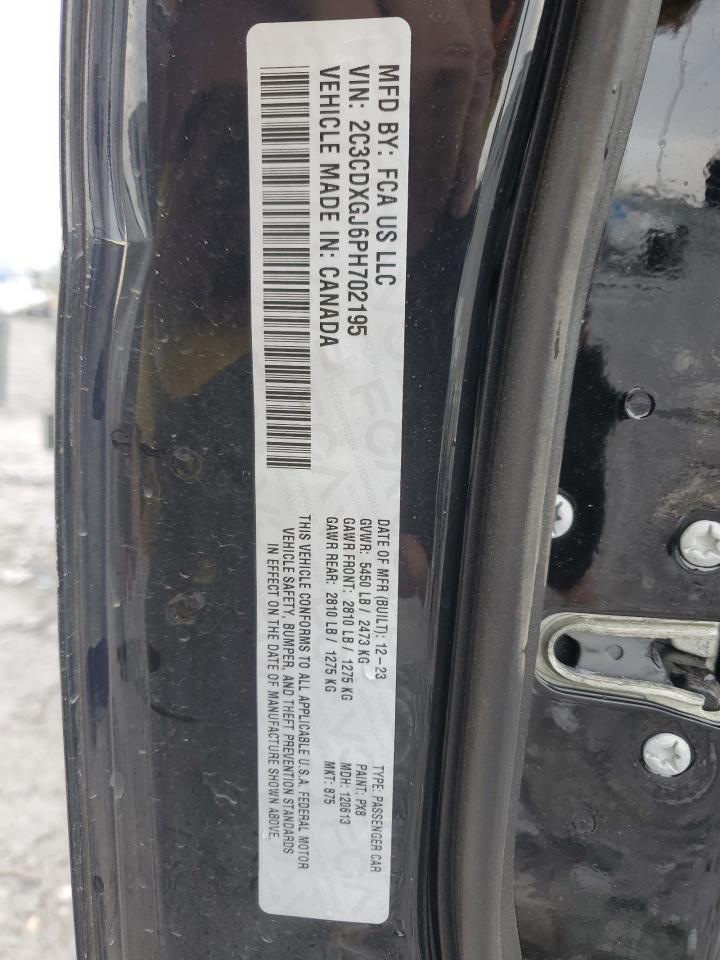 MFD BY: FCA US LLC
VIN: 2C3CDXGJ6PH702195
VEHICLE MADE IN: CANADA
DATE OF MFR (BUILT): 12-23
GVWR: 5450 LB / 2473 KG
GAWR FRONT: 2810 LB / 1275 KG
GAWR REAR: 2810 LB / 1275 KG
TYPE: PASSENGER CAR
PAINT: PX8
MDH: 120613
MKT: 875
THIS VEHICLE CONFORMS TO ALL APPLICABLE U.S.A. FEDERAL MOTOR
VEHICLE SAFETY, BUMPER, AND THEFT PREVENTION STANDARDS
IN EFFECT ON THE DATE OF MANUFACTURE SHOWN ABOVE.
FCA
FCA